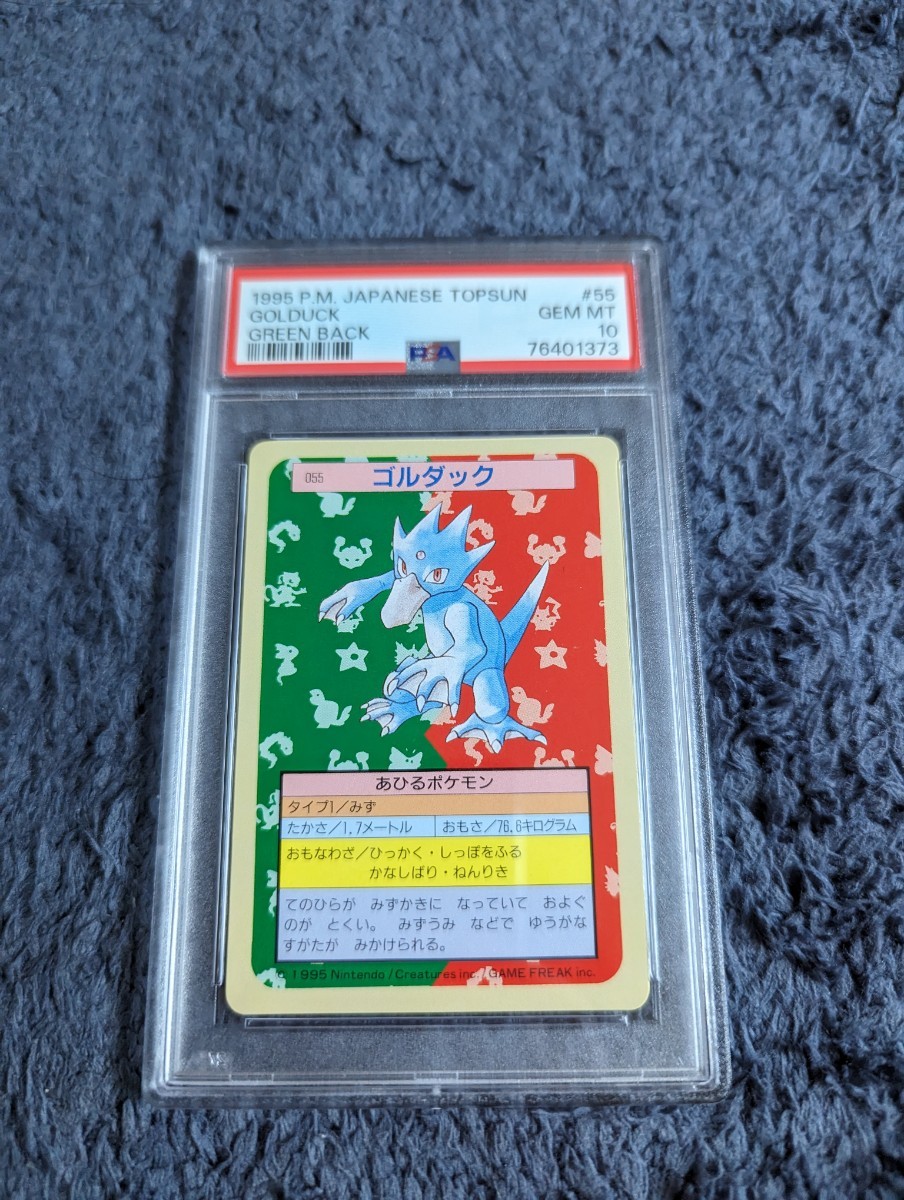 1995 P.M. JAPANESE TOPSUN #55
GOLDUCK GEM MT
GREEN BACK 10
PSA 76401373
055 ゴルダック
あひるポケモン
タイプ1/みず
たかさ/1.7メートル おもさ/76.6キログラム
おもなわざ/ひっかく・しっぽをふる
かなしばり・ねんりき
てのひらが みずかきに なっていて およぐ
のが とくい。 みずうみ などで ゆうがな
すがたが みかけられる。
© 1995 Nintendo/Creatures inc./GAME FREAK inc.